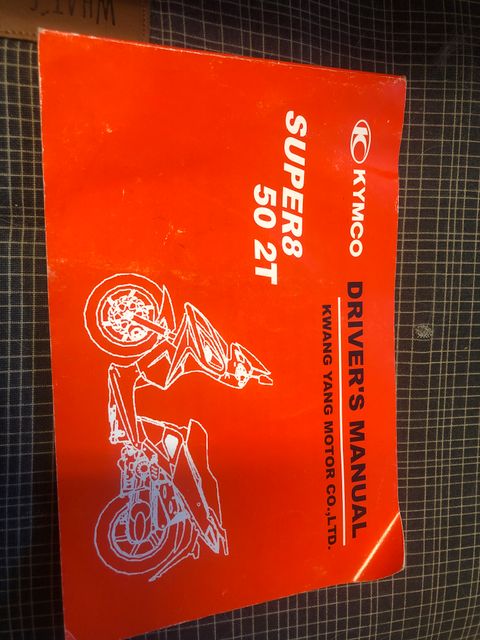 KYMCO
DRIVER'S MANUAL
KWANG YANG MOTOR CO.,LTD.
SUPER8
50 2T